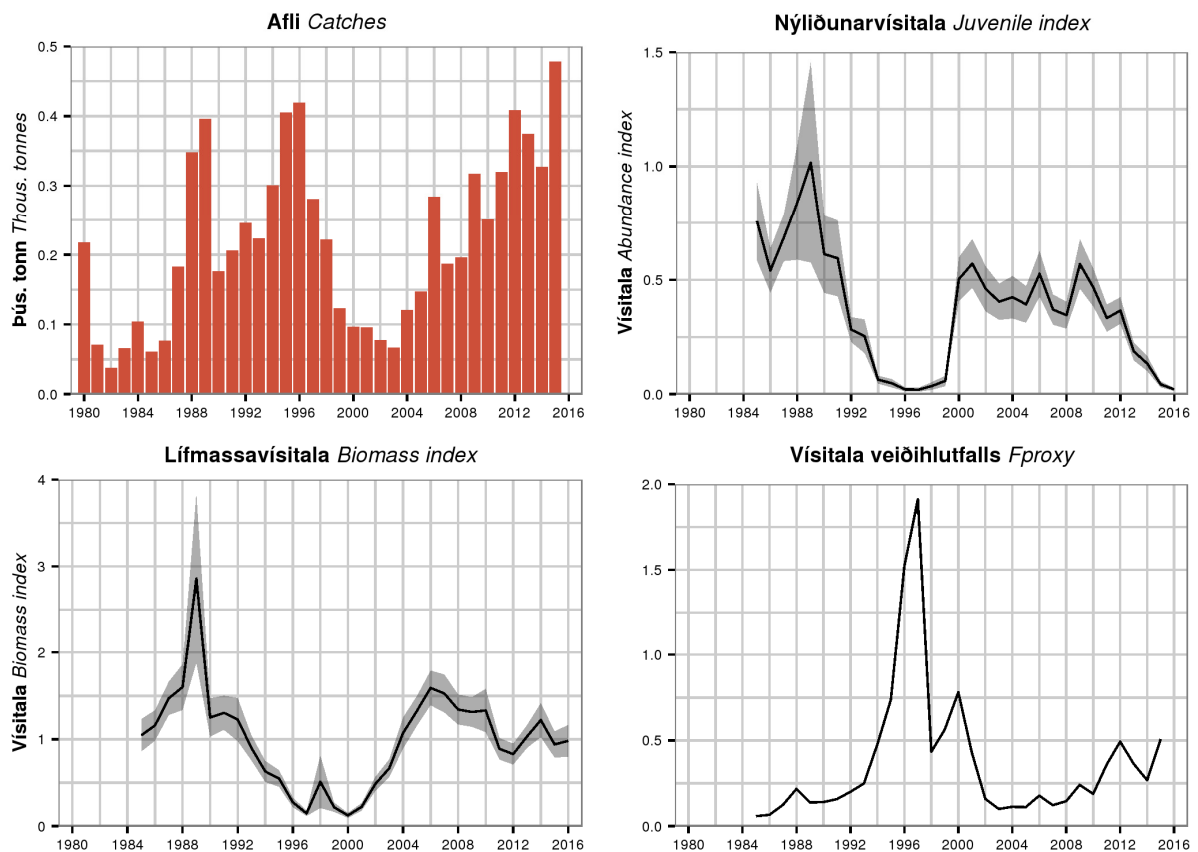 Afli Catches
Þús. tonn Thous. tonnes
0.5
0.4
0.3
0.2
0.1
0.0
1980 1984 1988 1992 1996 2000 2004 2008 2012 2016
Nýliðunarvísitala Juvenile index
Vísitala Abundance index
1.5
1.0
0.5
0.0
1980 1984 1988 1992 1996 2000 2004 2008 2012 2016
Lífmassavísitala Biomass index
Vísitala Biomass index
4
3
2
1
0
1980 1984 1988 1992 1996 2000 2004 2008 2012 2016
Vísitala veiðihlutfalls Fproxy
2.0
1.5
1.0
0.5
0.0
1980 1984 1988 1992 1996 2000 2004 2008 2012 2016